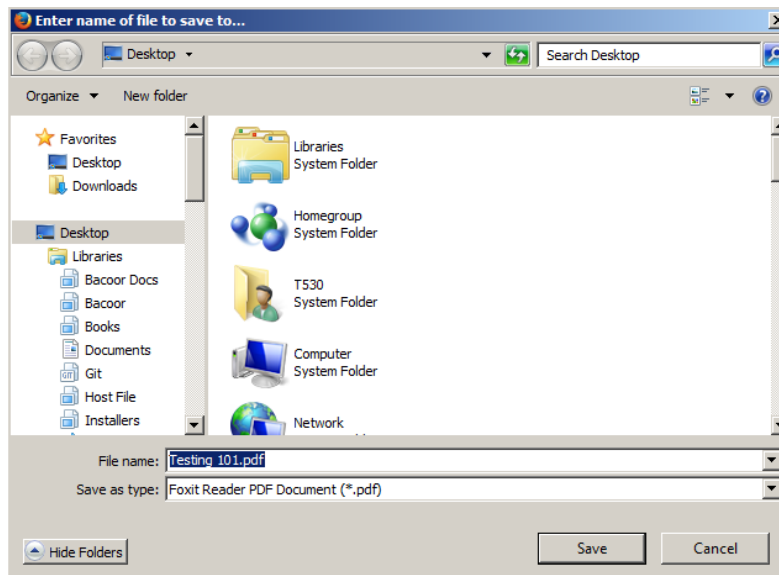 Enter name of file to save to...
Desktop
Search Desktop
Organize
New folder
Favorites
Desktop
Downloads
Desktop
Libraries
Bacoor Docs
Bacoor
Books
Documents
Git
Host File
Installers
Libraries
System Folder
Homegroup
System Folder
T530
System Folder
Computer
System Folder
Network
File name: Testing 101.pdf
Save as type: Foxit Reader PDF Document (*.pdf)
Hide Folders
Save
Cancel